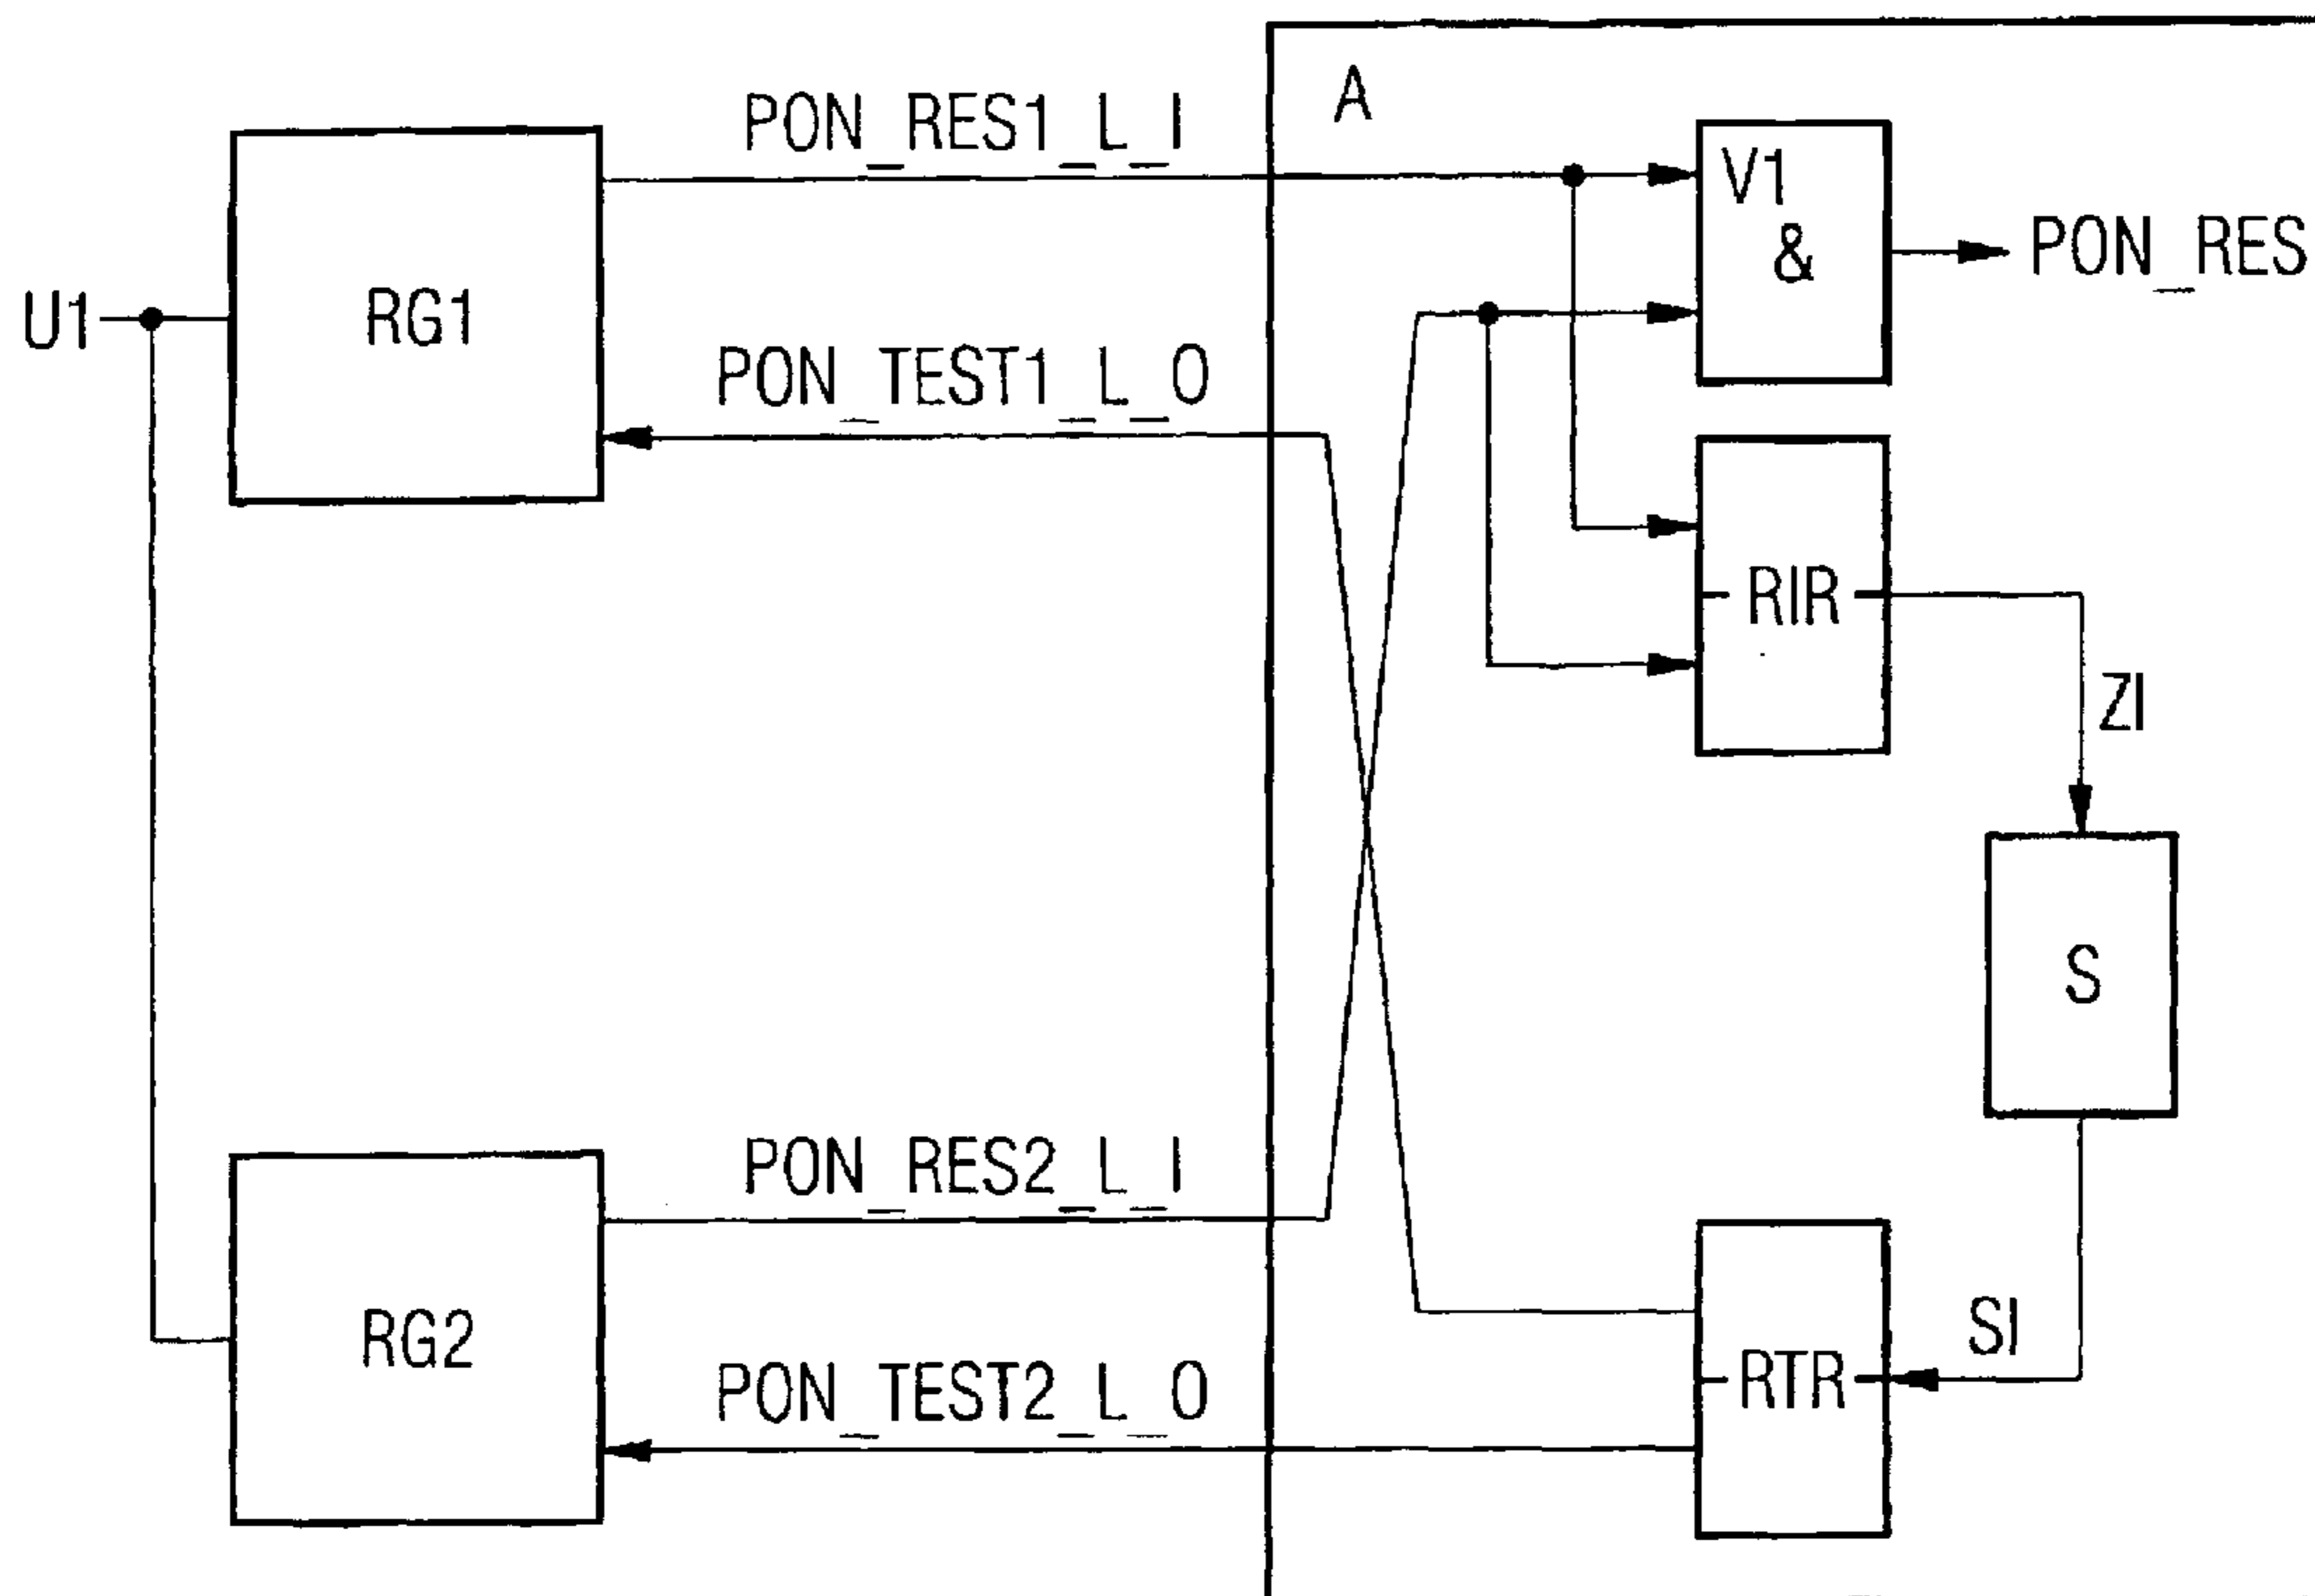 A
PON_RES1_L_I
V1
&
PON_RES
U1
RG1
PON_TEST1_L_O
RIR
ZI
S
PON_RES2_L_I
RG2
SI
RTR
PON_TEST2_L_O